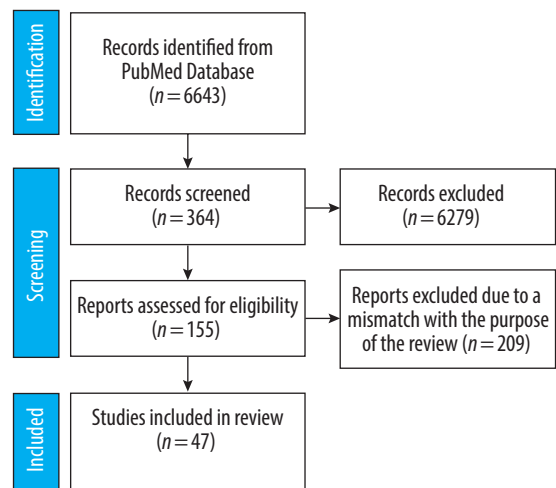 Identification
Records identified from
PubMed Database
(n = 6643)
Screening
Records screened
(n = 364)
Records excluded
(n = 6279)
Reports assessed for eligibility
(n = 155)
Reports excluded due to a
mismatch with the purpose
of the review (n = 209)
Included
Studies included in review
(n = 47)